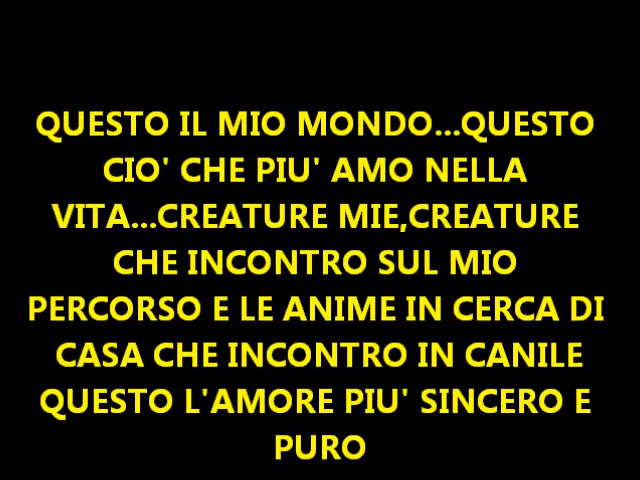 QUESTO IL MIO MONDO...QUESTO
CIO' CHE PIU' AMO NELLA
VITA...CREATURE MIE,CREATURE
CHE INCONTRO SUL MIO
PERCORSO E LE ANIME IN CERCA DI
CASA CHE INCONTRO IN CANILE
QUESTO L'AMORE PIU' SINCERO E
PURO